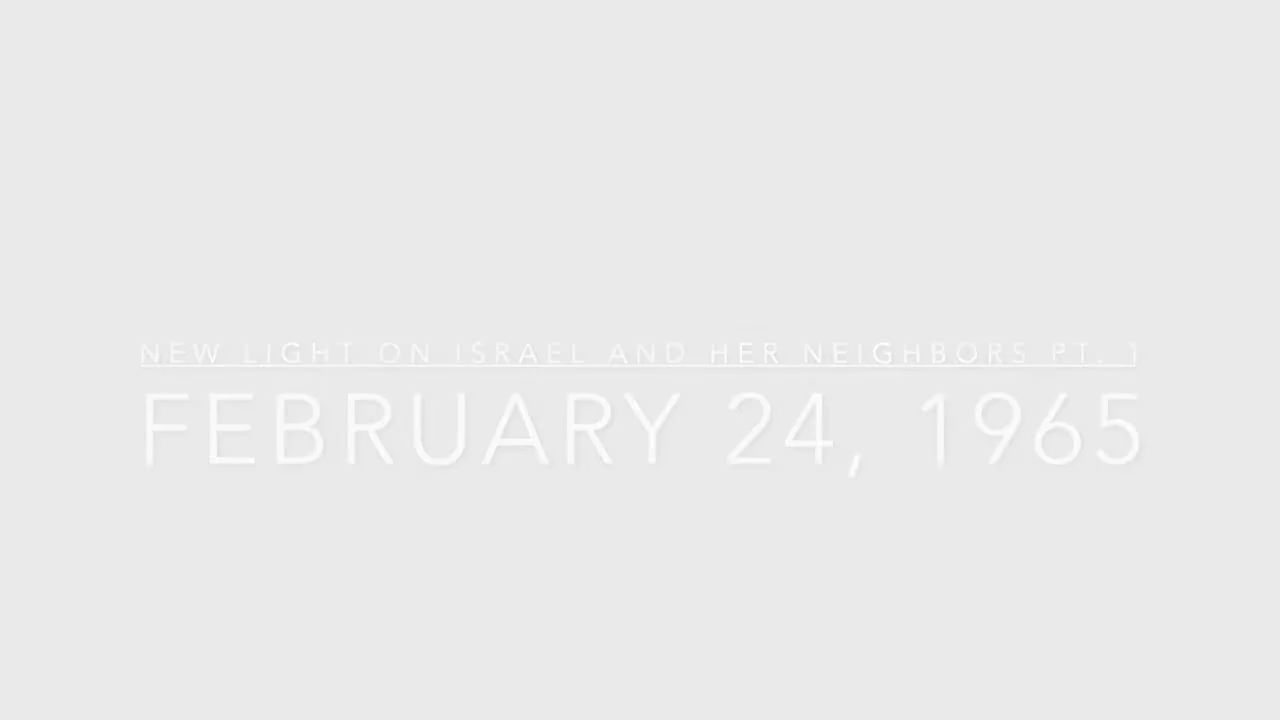 NEW LIGHT ON ISRAEL AND HER NEIGHBORS PT. 1
FEBRUARY 24, 1965